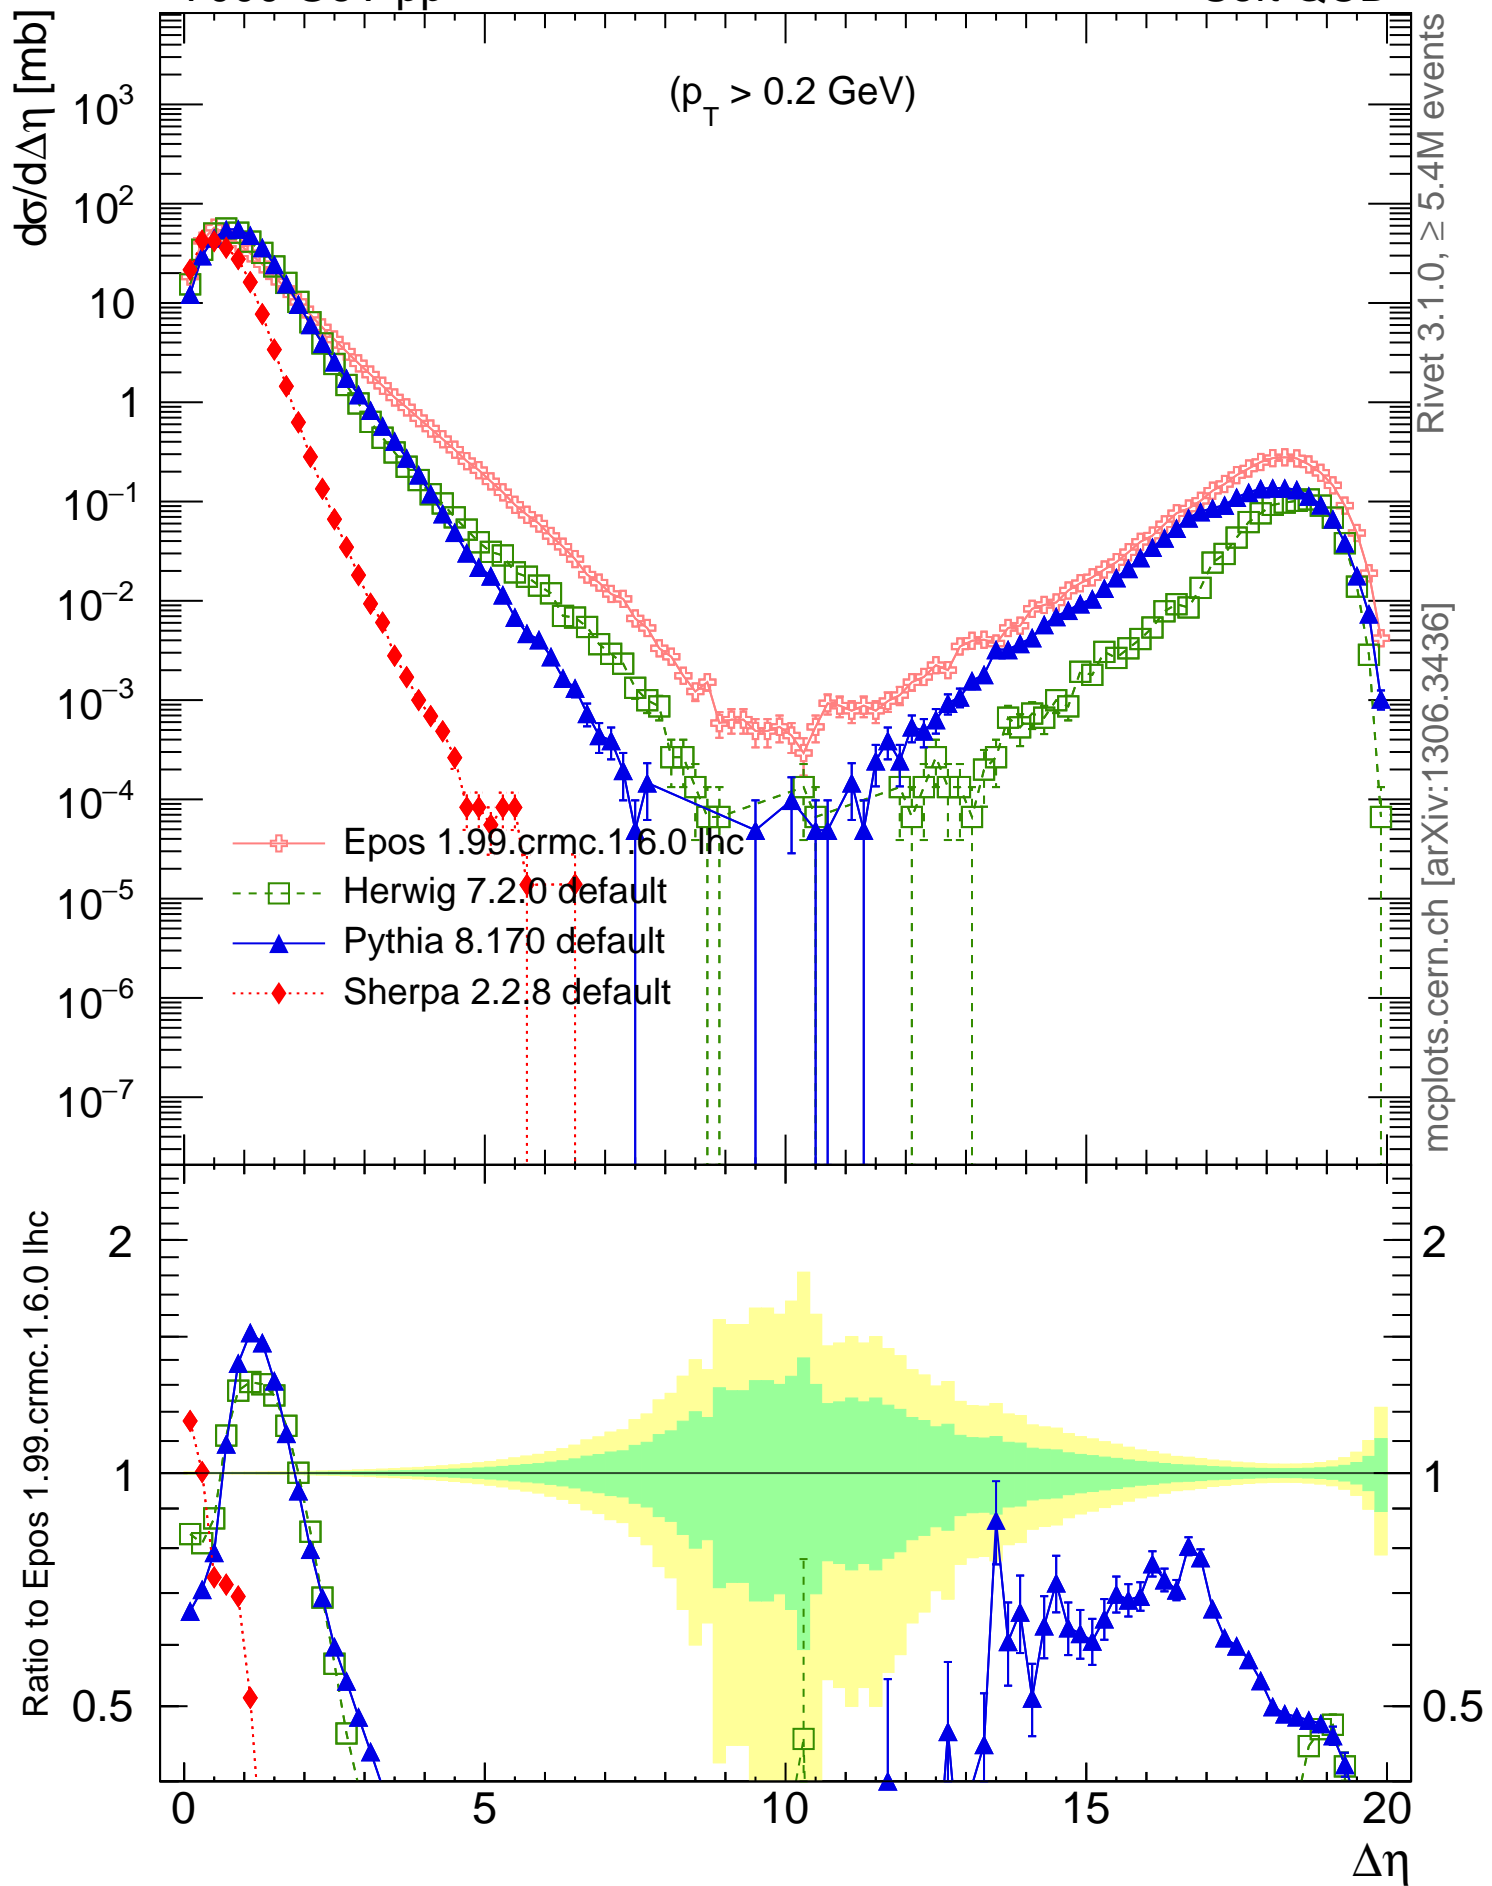 dσ/dΔη [mb]
(p_T > 0.2 GeV)
10³
10²
10
1
10⁻¹
10⁻²
10⁻³
10⁻⁴
10⁻⁵
10⁻⁶
10⁻⁷
Epos 1.99.crmc.1.6.0 lhc
Herwig 7.2.0 default
Pythia 8.170 default
Sherpa 2.2.8 default
Rivet 3.1.0, ≥ 5.4M events
mcplots.cern.ch [arXiv:1306.3436]
Ratio to Epos 1.99.crmc.1.6.0 lhc
2
1
0.5
2
1
0.5
0 5 10 15 20
Δη